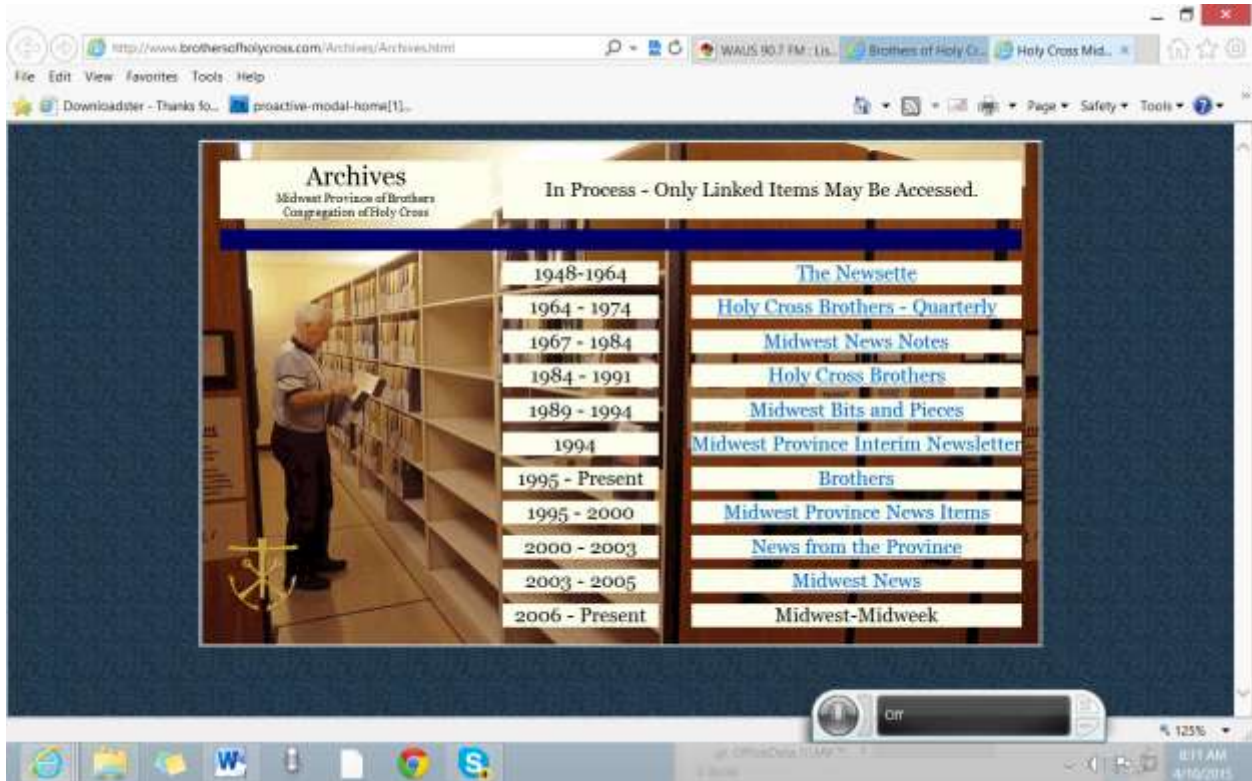 http://www.brothersofholycross.com/Archives/Archives.html
WAUS 90.7 FM : Lis...
Brothers of Holy Cr...
Holy Cross Mid...
File Edit View Favorites Tools Help
Downloadster - Thanks fo...
proactive-modal-home[1]...
Page Safety Tools
Archives
Midwest Province of Brothers
Congregation of Holy Cross
In Process - Only Linked Items May Be Accessed.
1948-1964 The Newsette
1964 - 1974 Holy Cross Brothers - Quarterly
1967 - 1984 Midwest News Notes
1984 - 1991 Holy Cross Brothers
1989 - 1994 Midwest Bits and Pieces
1994 Midwest Province Interim Newsletter
1995 - Present Brothers
1995 - 2000 Midwest Province News Items
2000 - 2003 News from the Province
2003 - 2005 Midwest News
2006 - Present Midwest-Midweek
Off
125%
8:11 AM
4/10/2015